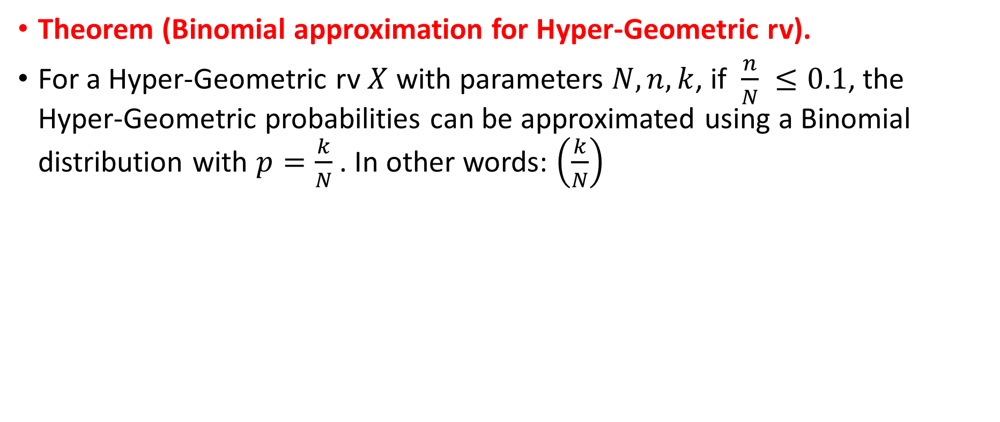 • Theorem (Binomial approximation for Hyper-Geometric rv).
• For a Hyper-Geometric rv $X$ with parameters $N, n, k$, if $\frac{n}{N} \leq 0.1$, the
Hyper-Geometric probabilities can be approximated using a Binomial
distribution with $p = \frac{k}{N}$ . In other words: $\left(\frac{k}{N}\right)$